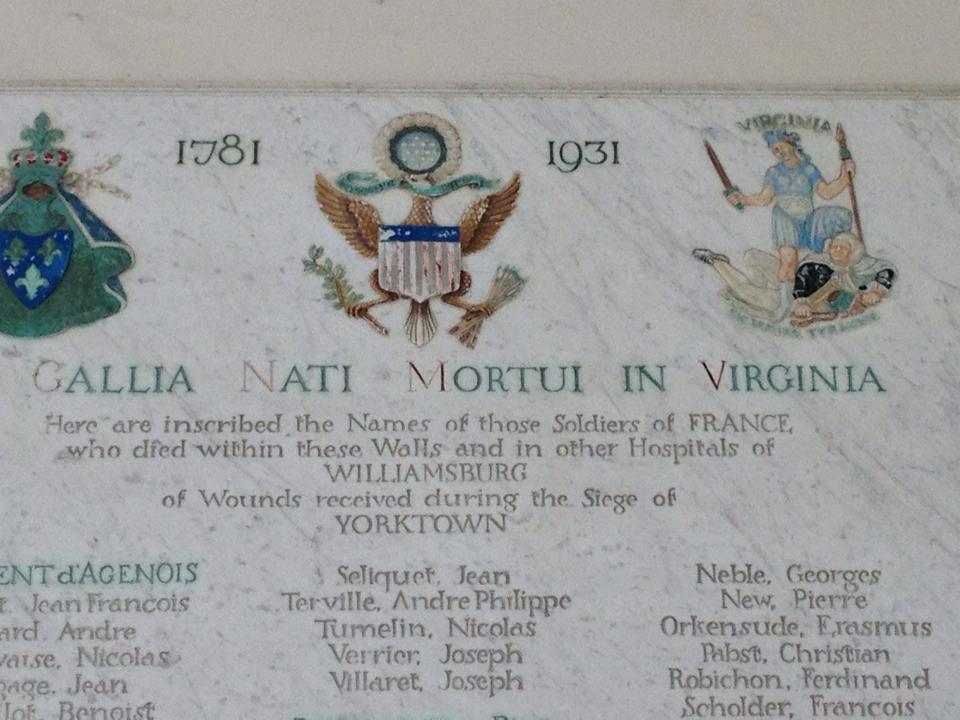 1781
1931
VIRGINIA
GALLIA NATI MORTUI IN VIRGINIA
Here are inscribed the Names of those Soldiers of FRANCE,
who died within these Walls and in other Hospitals of
WILLIAMSBURG
of Wounds received during the Siege of
YORKTOWN
ENT d'AGENOIS
Jean Francois
Andre
Nicolas
Jean
Benoist
Seliquet, Jean
Terville, Andre Philippe
Tumelin, Nicolas
Verrier, Joseph
Villaret, Joseph
Neble, Georges
New, Pierre
Orkensude, Erasmus
Pabst, Christian
Robichon, Ferdinand
Scholder, François